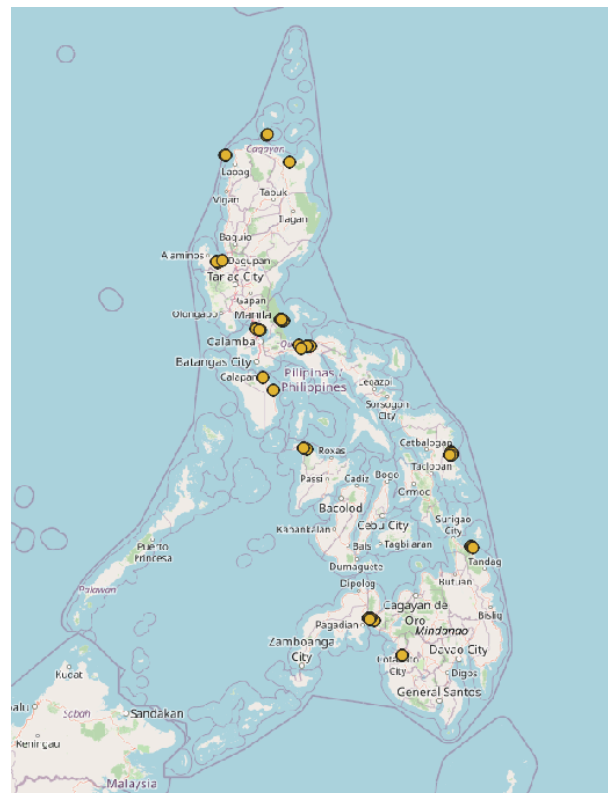 Cagayan
Laoag
Vigan
Tabuk
Ilagan
Baguio
Alaminos
Dagupan
Tarlac City
Gapan
Olongapo
Manila
Calamba
Batangas City
Calapan
Pilipinas /
Philippines
Legazpi
Sorsogon
City
Catbalogan
Roxas
Tacloban
Passi
Cadiz
Bogo
Ormoc
Bacolod
Cebu City
Surigao
City
Kabankalan
Bais
Tagbilaran
Puerto
Princesa
Tandag
Dumaguete
Dipolog
Butuan
Palawan
Cagayan de
Oro
Bislig
Pagadian
Mindanao
Zamboanga
City
Cotabato
City
Davao City
Digos
General Santos
Kudat
Sabah
Sandakan
Keningau
Malaysia